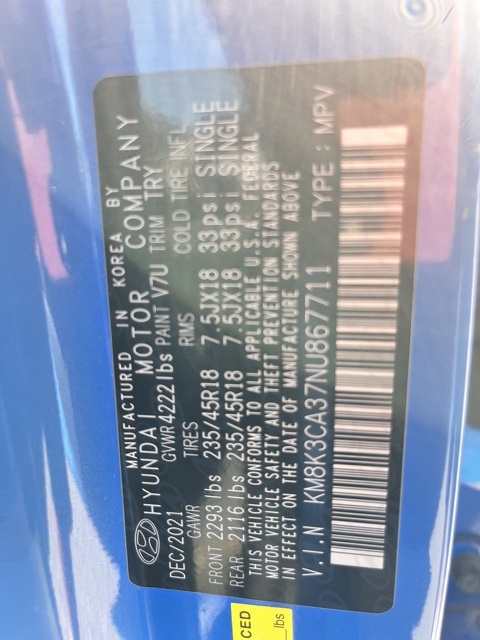 MANUFACTURED IN KOREA BY
HYUNDAI MOTOR COMPANY
DEC/2021 GVWR 4222 lbs PAINT V7U TRIM TRY
GAWR TIRES RMS COLD TIRE INFL
FRONT 2293 lbs 235/45R18 7.5JX18 33psi SINGLE
REAR 2116 lbs 235/45R18 7.5JX18 33psi SINGLE
THIS VEHICLE CONFORMS TO ALL APPLICABLE U.S.A. FEDERAL
MOTOR VEHICLE SAFETY AND THEFT PREVENTION STANDARDS
IN EFFECT ON THE DATE OF MANUFACTURE SHOWN ABOVE
V.I.N KM8K3CA37NU867711 TYPE : MPV
CED
lbs